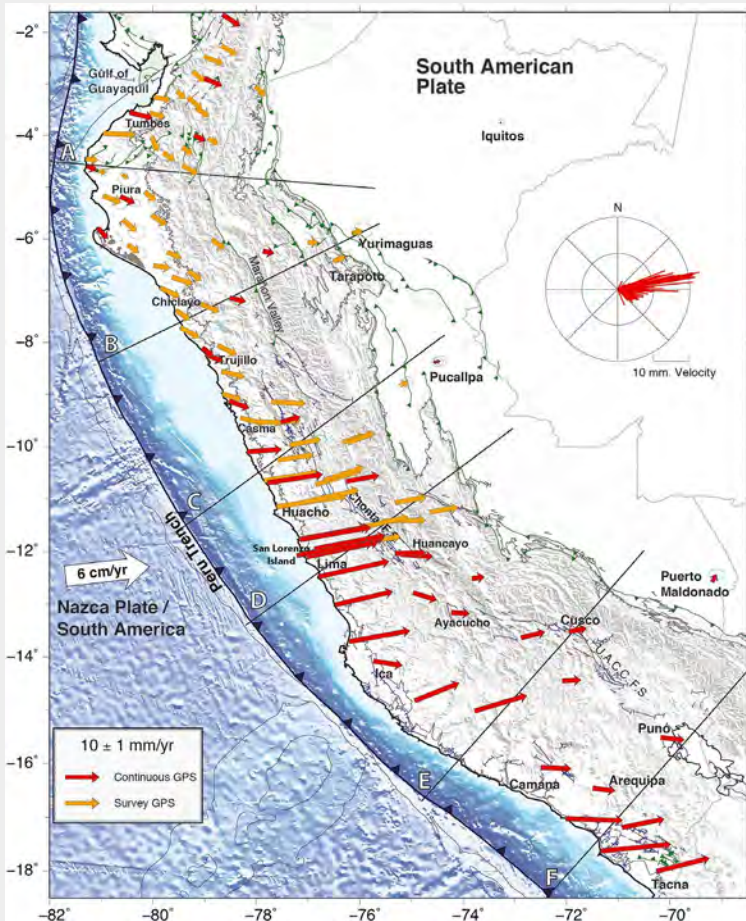 −2°
−4°
−6°
−8°
−10°
−12°
−14°
−16°
−18°
−82°
−80°
−78°
−76°
−74°
−72°
−70°
Gulf of
Guayaquil
South American
Plate
Iquitos
Tumbes
A
Piura
N
10 mm. Velocity
Yurimaguas
Tarapoto
Marañon Valley
Chiclayo
B
Trujillo
Pucallpa
Casma
C
Huacho
Chonta F.
San Lorenzo
Island
Lima
Huancayo
Peru Trench
6 cm/yr
Nazca Plate /
South America
D
Puerto
Maldonado
Ayacucho
Cusco
U.A.C.C.F.S
Ica
Puno
10 ± 1 mm/yr
Continuous GPS
Survey GPS
E
Camana
Arequipa
F
Tacna